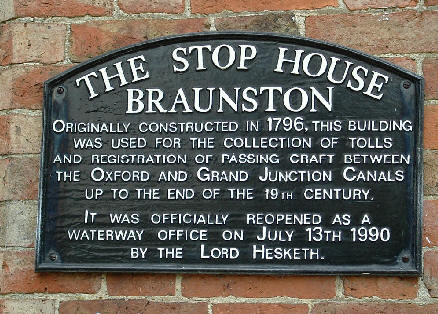 THE STOP HOUSE
BRAUNSTON
ORIGINALLY CONSTRUCTED IN 1796, THIS BUILDING
WAS USED FOR THE COLLECTION OF TOLLS
AND REGISTRATION OF PASSING CRAFT BETWEEN
THE OXFORD AND GRAND JUNCTION CANALS
UP TO THE END OF THE 19TH CENTURY.
IT WAS OFFICIALLY REOPENED AS A
WATERWAY OFFICE ON JULY 13TH 1990
BY THE LORD HESKETH.